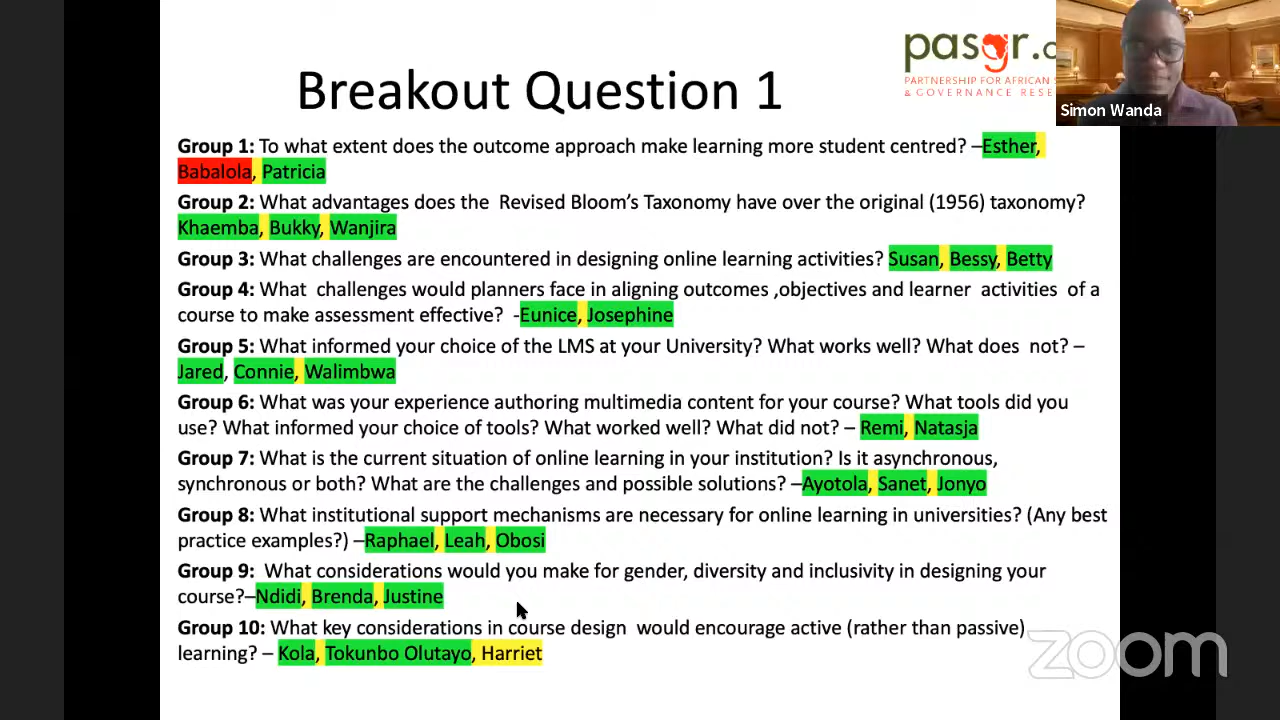 pasgr.o
PARTNERSHIP FOR AFRICAN S
& GOVERNANCE RESE
Simon Wanda
Breakout Question 1
Group 1: To what extent does the outcome approach make learning more student centred? –Esther,
Babalola, Patricia
Group 2: What advantages does the  Revised Bloom’s Taxonomy have over the original (1956) taxonomy?
Khaemba, Bukky, Wanjira
Group 3: What challenges are encountered in designing online learning activities? Susan, Bessy, Betty
Group 4: What  challenges would planners face in aligning outcomes ,objectives and learner  activities  of a
course to make assessment effective?  -Eunice, Josephine
Group 5: What informed your choice of the LMS at your University? What works well? What does  not? –
Jared, Connie, Walimbwa
Group 6: What was your experience authoring multimedia content for your course? What tools did you
use? What informed your choice of tools? What worked well? What did not? – Remi, Natasja
Group 7: What is the current situation of online learning in your institution? Is it asynchronous,
synchronous or both? What are the challenges and possible solutions? –Ayotola, Sanet, Jonyo
Group 8: What institutional support mechanisms are necessary for online learning in universities? (Any best
practice examples?) –Raphael, Leah, Obosi
Group 9:  What considerations would you make for gender, diversity and inclusivity in designing your
course?–Ndidi, Brenda, Justine
Group 10: What key considerations in course design  would encourage active (rather than passive)
learning? – Kola, Tokunbo Olutayo, Harriet
zoom